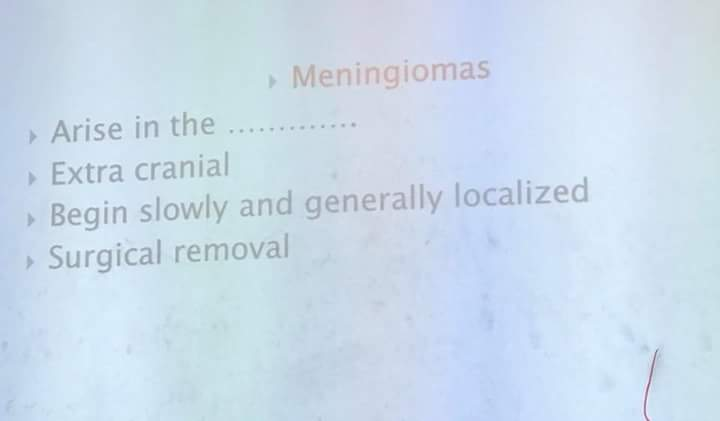 Meningiomas
Arise in the .............
Extra cranial
Begin slowly and generally localized
Surgical removal